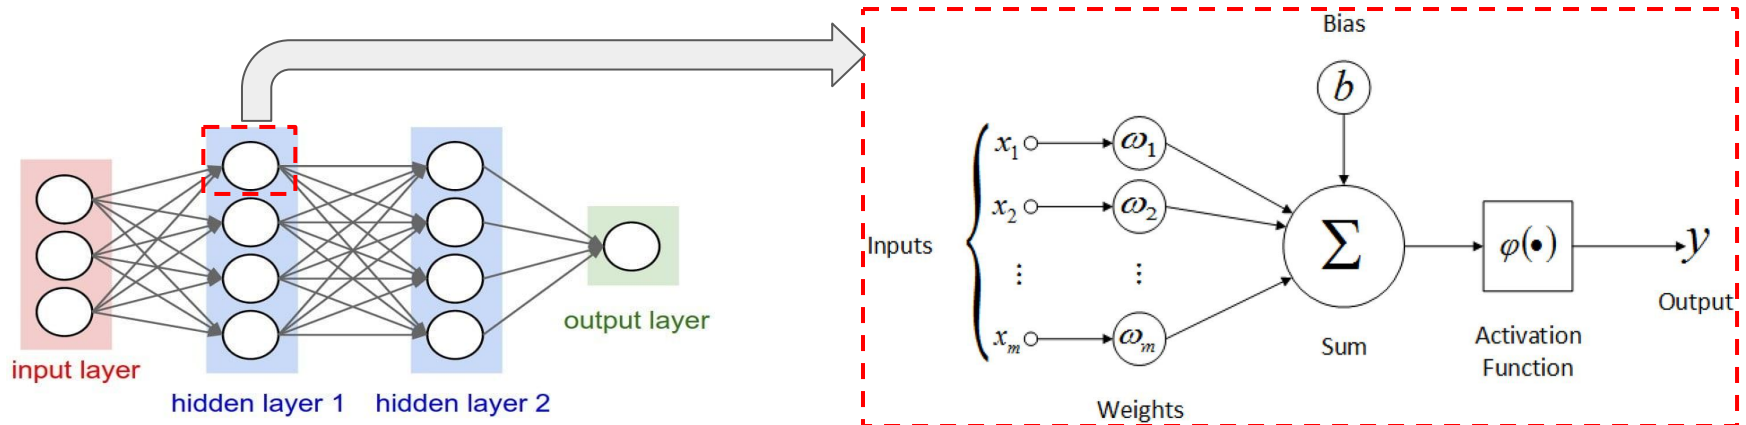 input layer
hidden layer 1
hidden layer 2
output layer
Bias
b
Inputs
x1
x2
⋮
xm
ω1
ω2
⋮
ωm
Weights
Σ
Sum
φ(•)
Activation
Function
y
Output